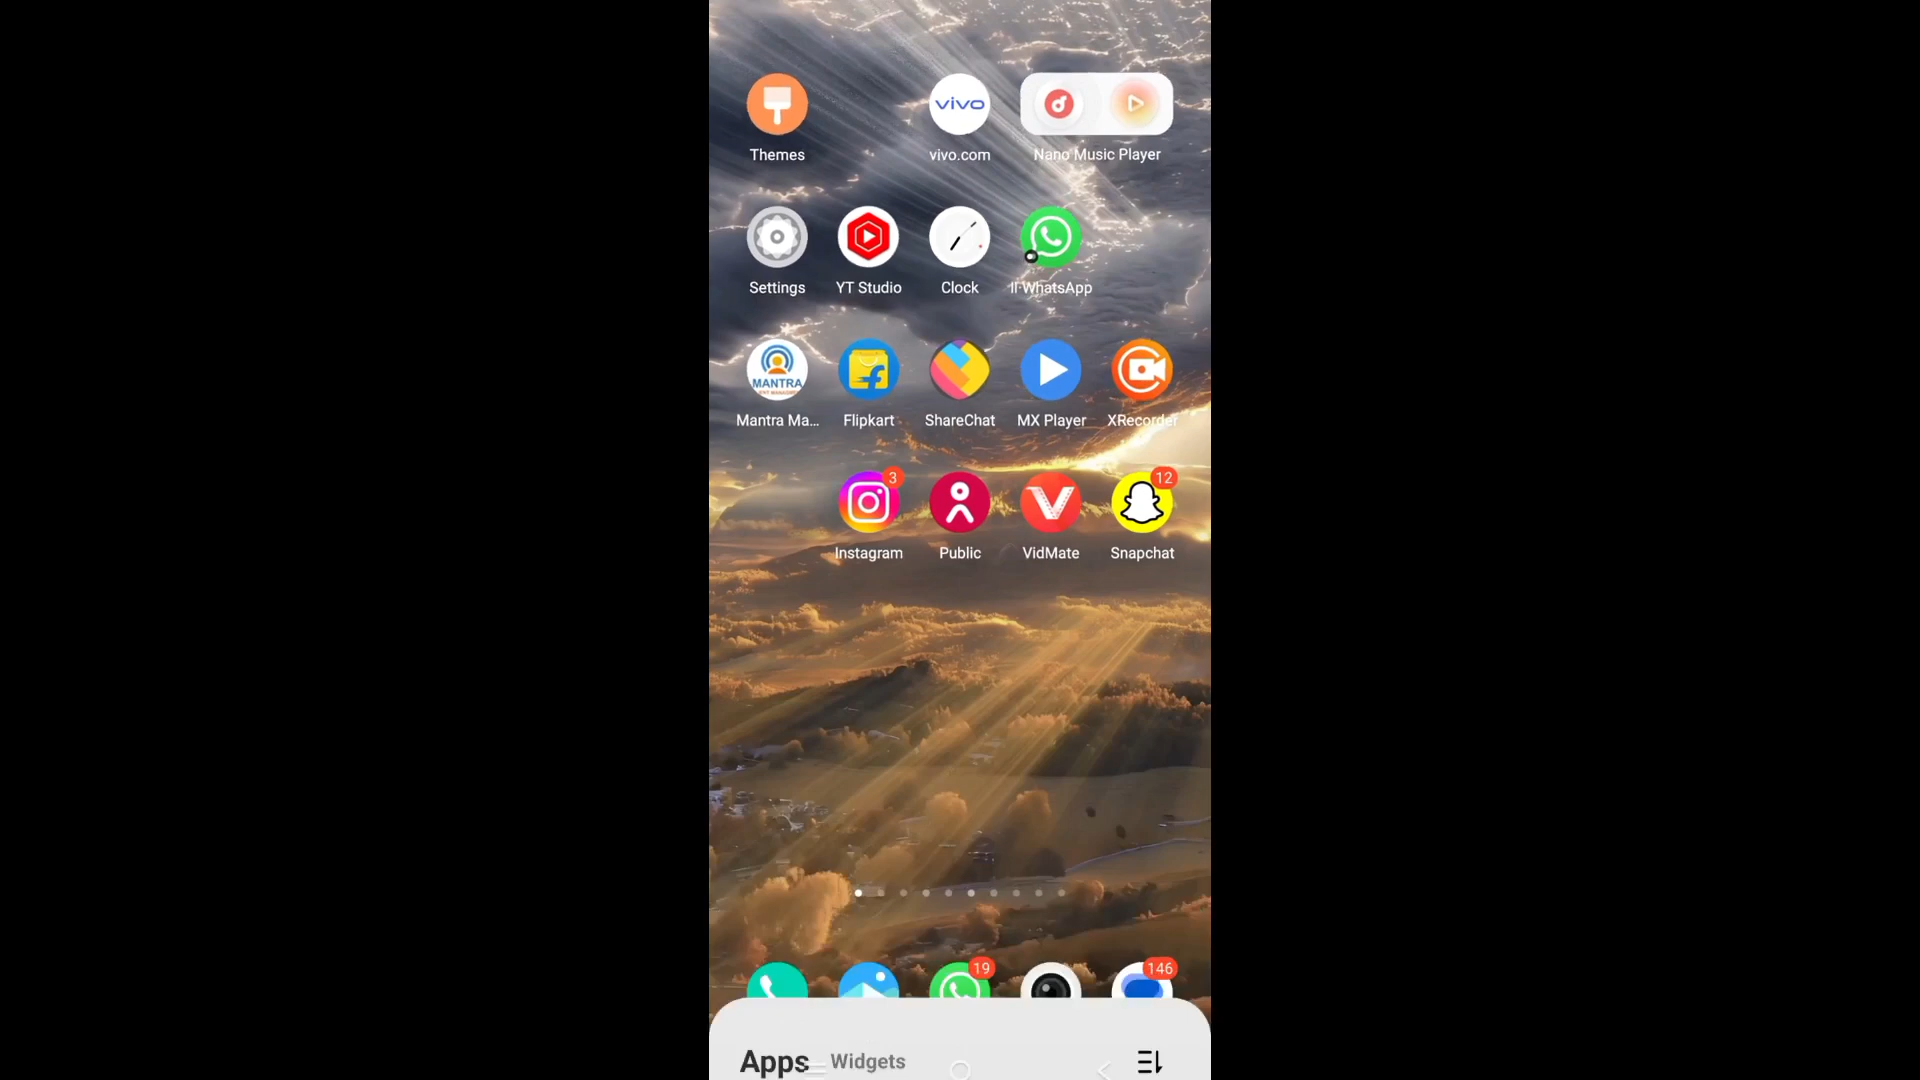 vivo
Themes
vivo.com
Nano Music Player
Settings
YT Studio
Clock
II·WhatsApp
MANTRA
Mantra Ma...
Flipkart
ShareChat
MX Player
XRecorder
3
12
Instagram
Public
VidMate
Snapchat
19
146
Apps
Widgets